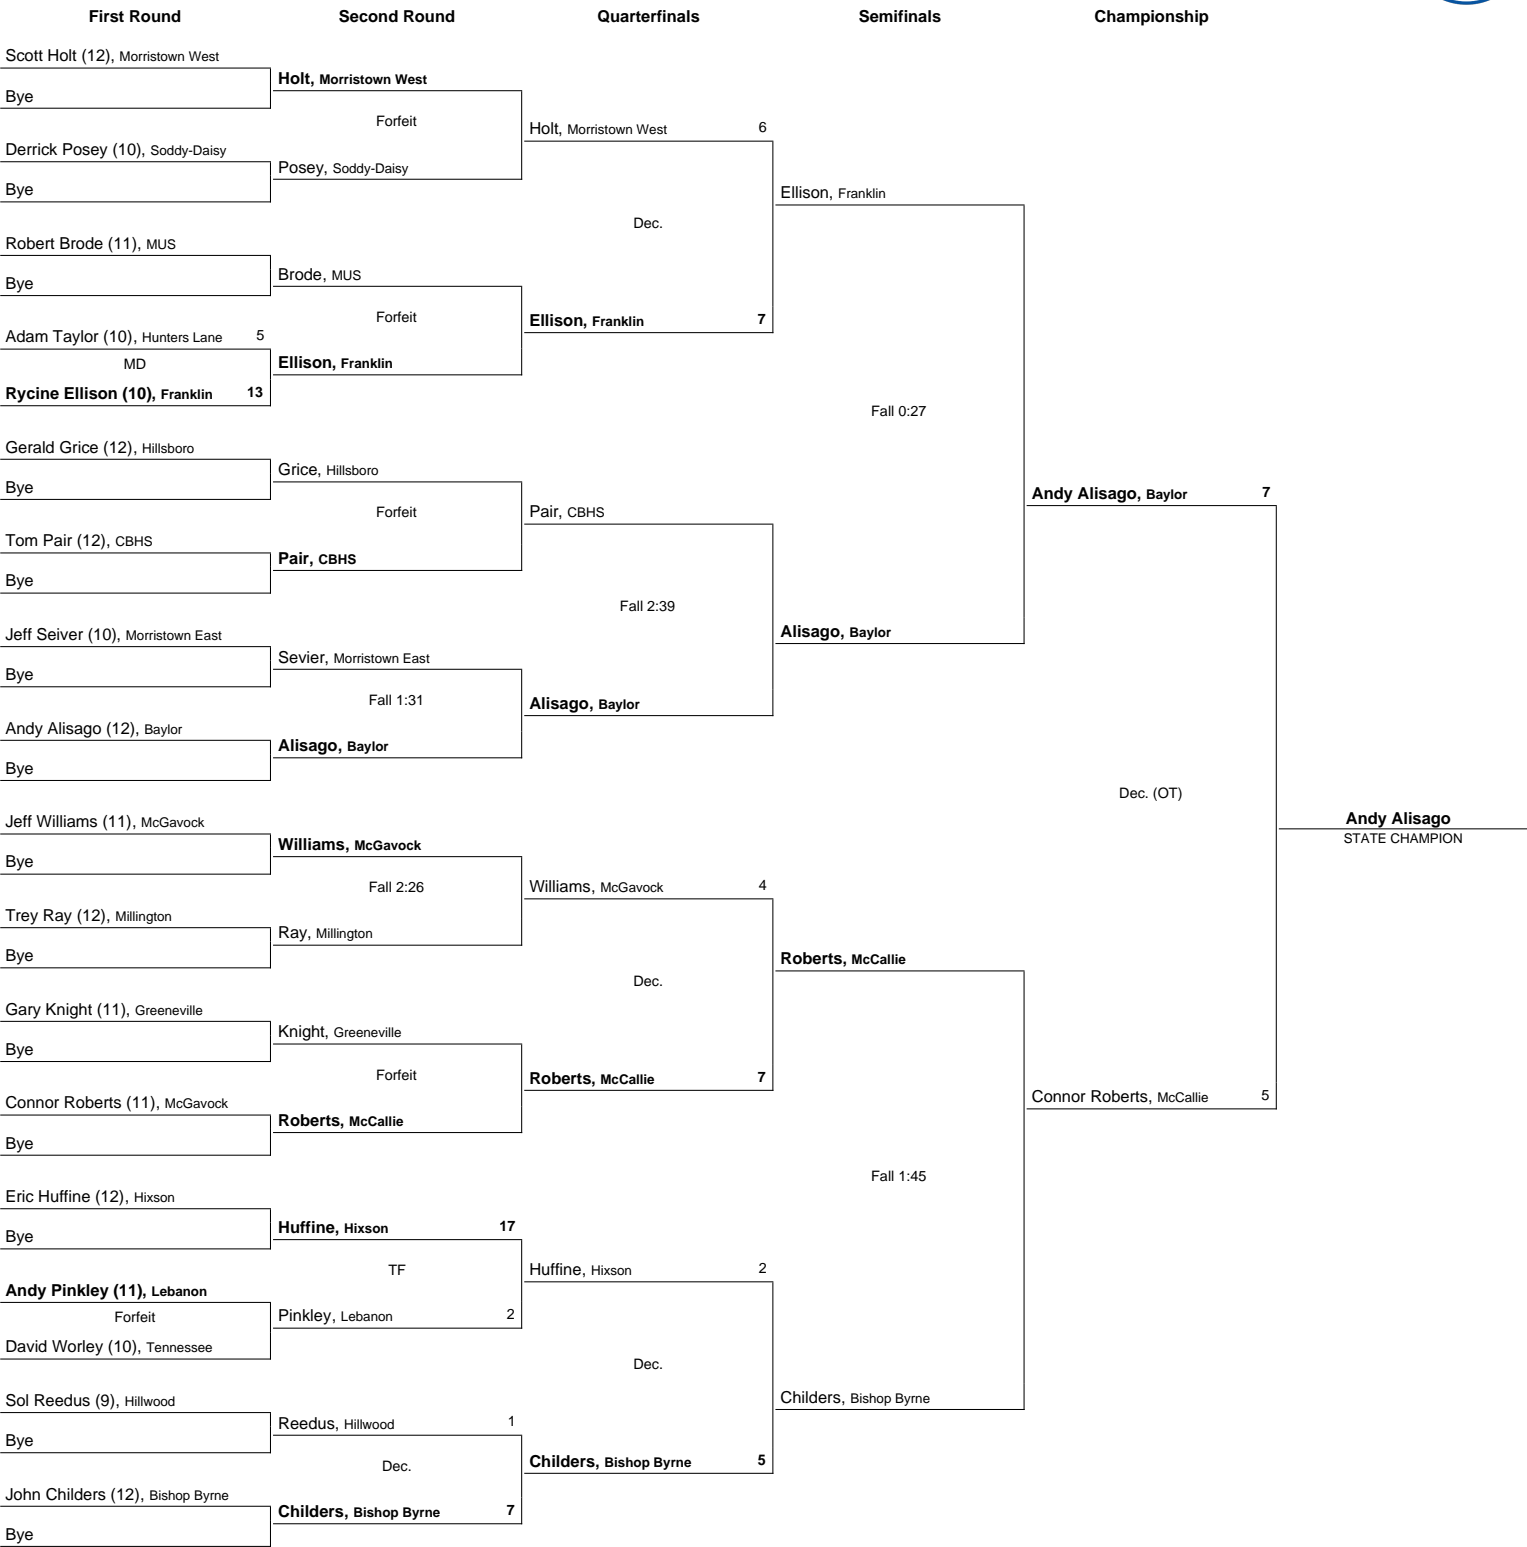 First Round
Second Round
Quarterfinals
Semifinals
Championship
Scott Holt (12), Morristown West
Bye
Derrick Posey (10), Soddy-Daisy
Bye
Robert Brode (11), MUS
Bye
Adam Taylor (10), Hunters Lane 5
MD
Rycine Ellison (10), Franklin 13
Gerald Grice (12), Hillsboro
Bye
Tom Pair (12), CBHS
Bye
Jeff Seiver (10), Morristown East
Bye
Andy Alisago (12), Baylor
Bye
Jeff Williams (11), McGavock
Bye
Trey Ray (12), Millington
Bye
Gary Knight (11), Greeneville
Bye
Connor Roberts (11), McGavock
Bye
Eric Huffine (12), Hixson
Bye
Andy Pinkley (11), Lebanon
Forfeit
David Worley (10), Tennessee
Sol Reedus (9), Hillwood
Bye
John Childers (12), Bishop Byrne
Bye
Holt, Morristown West
Forfeit
Posey, Soddy-Daisy
Brode, MUS
Forfeit
Ellison, Franklin
Grice, Hillsboro
Forfeit
Pair, CBHS
Sevier, Morristown East
Fall 1:31
Alisago, Baylor
Williams, McGavock
Fall 2:26
Ray, Millington
Knight, Greeneville
Forfeit
Roberts, McCallie
Huffine, Hixson 17
TF
Pinkley, Lebanon 2
Reedus, Hillwood 1
Dec.
Childers, Bishop Byrne 7
Holt, Morristown West 6
Dec.
Ellison, Franklin 7
Pair, CBHS
Fall 2:39
Alisago, Baylor
Williams, McGavock 4
Dec.
Roberts, McCallie 7
Huffine, Hixson 2
Dec.
Childers, Bishop Byrne 5
Ellison, Franklin
Fall 0:27
Alisago, Baylor
Roberts, McCallie
Fall 1:45
Childers, Bishop Byrne
Andy Alisago, Baylor 7
Dec. (OT)
Connor Roberts, McCallie 5
Andy Alisago
STATE CHAMPION